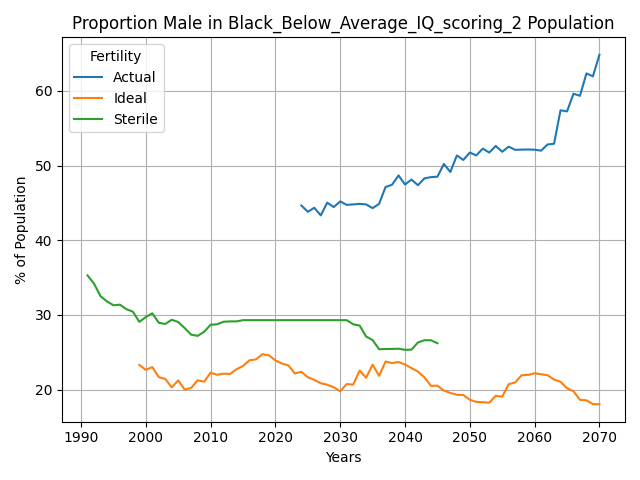 Proportion Male in Black_Below_Average_IQ_scoring_2 Population
Fertility
Actual
Ideal
Sterile
% of Population
60
50
40
30
20
1990 2000 2010 2020 2030 2040 2050 2060 2070
Years